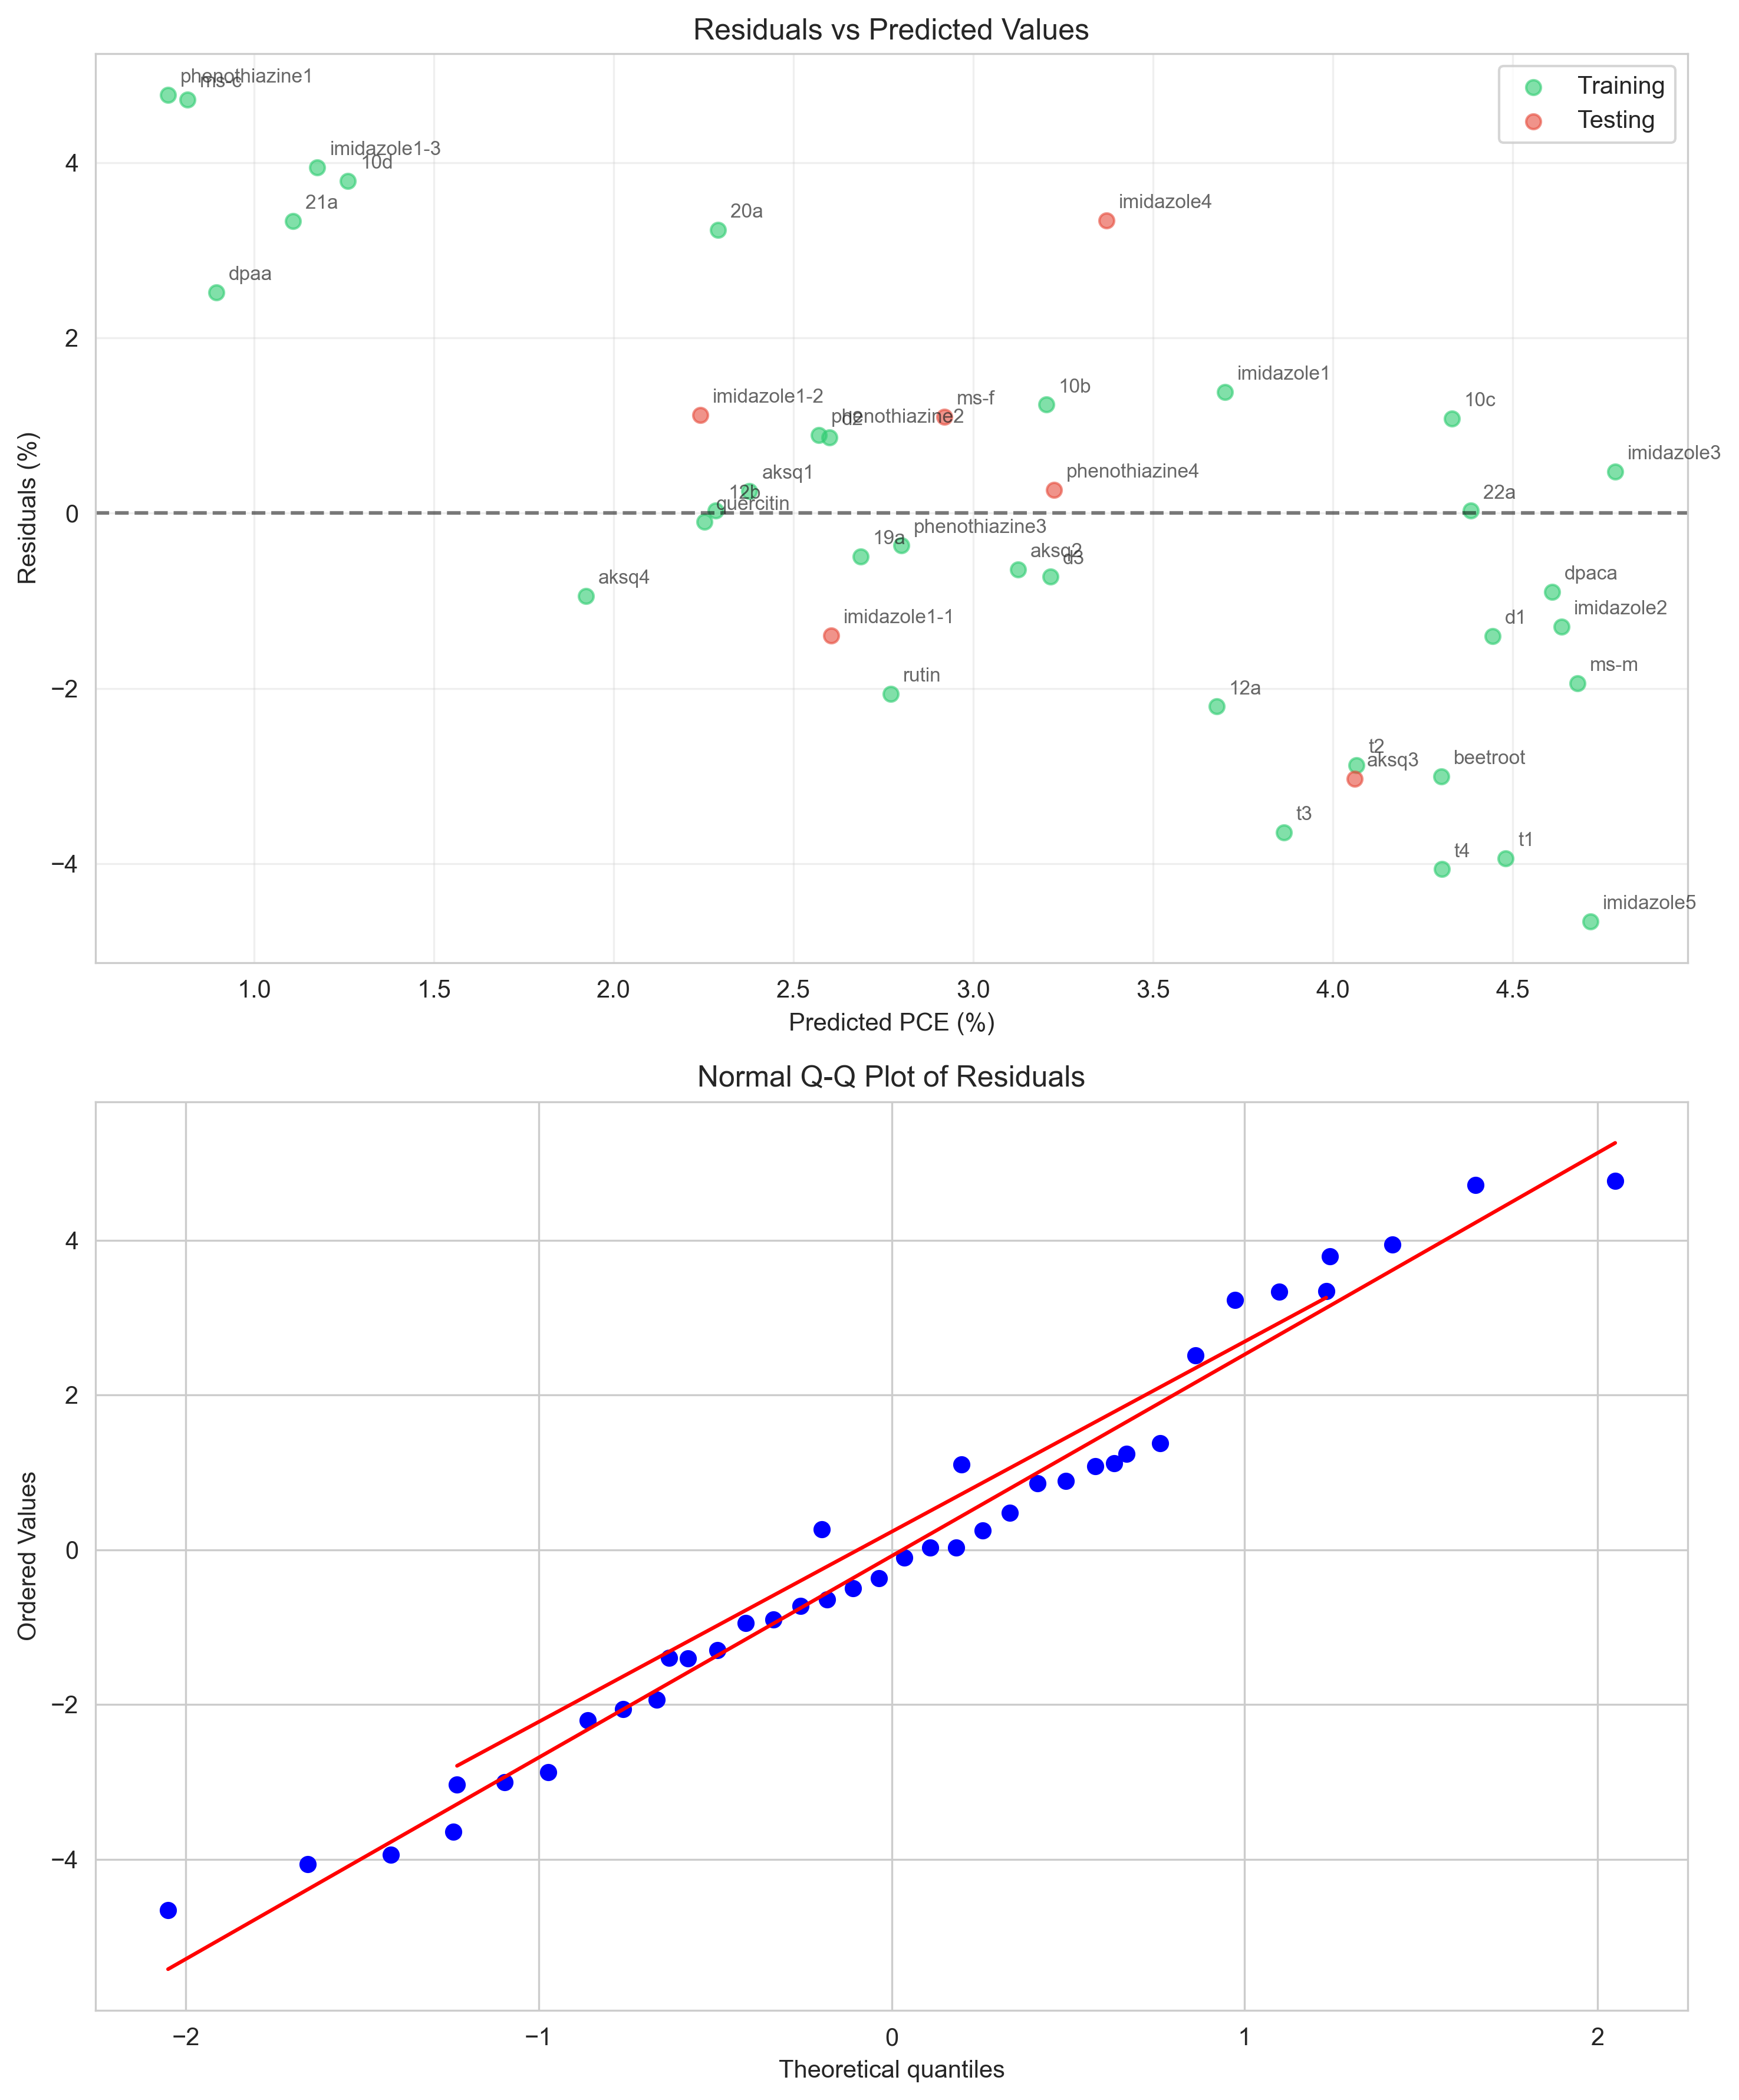 Residuals vs Predicted Values
phenothiazine1
ms-c
Training
Testing
imidazole1-3
10d
21a
20a
imidazole4
dpaa
imidazole1
10b
imidazole1-2
ms-f
10c
phenothiazine2
d2
imidazole3
aksq1
phenothiazine4
12b
22a
quercitin
phenothiazine3
19a
aksq2
d3
aksq4
dpaca
imidazole2
imidazole1-1
d1
ms-m
rutin
12a
t2
aksq3
beetroot
t3
t1
t4
imidazole5
4
2
0
−2
−4
Residuals (%)
1.0 1.5 2.0 2.5 3.0 3.5 4.0 4.5
Predicted PCE (%)
Normal Q-Q Plot of Residuals
4
2
0
−2
−4
Ordered Values
−2 −1 0 1 2
Theoretical quantiles